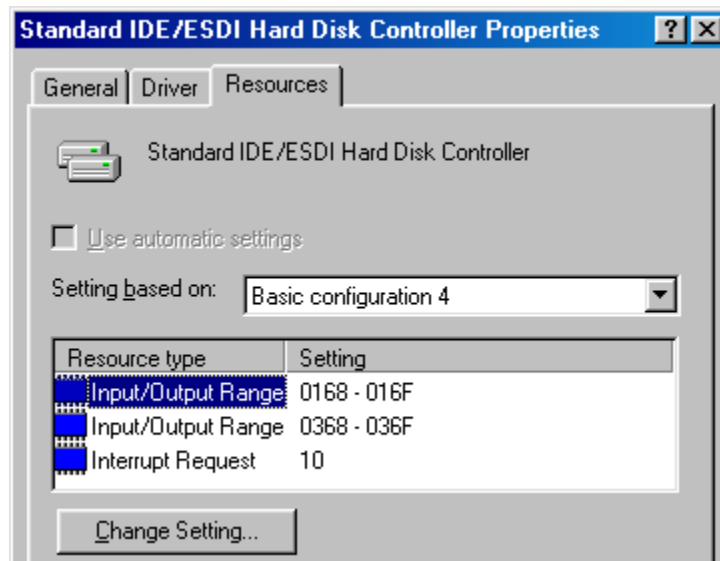 Standard IDE/ESDI Hard Disk Controller Properties ? ×
General Driver Resources
Standard IDE/ESDI Hard Disk Controller
Use automatic settings
Setting based on: Basic configuration 4
Resource type Setting
Input/Output Range 0168 - 016F
Input/Output Range 0368 - 036F
Interrupt Request 10
Change Setting...